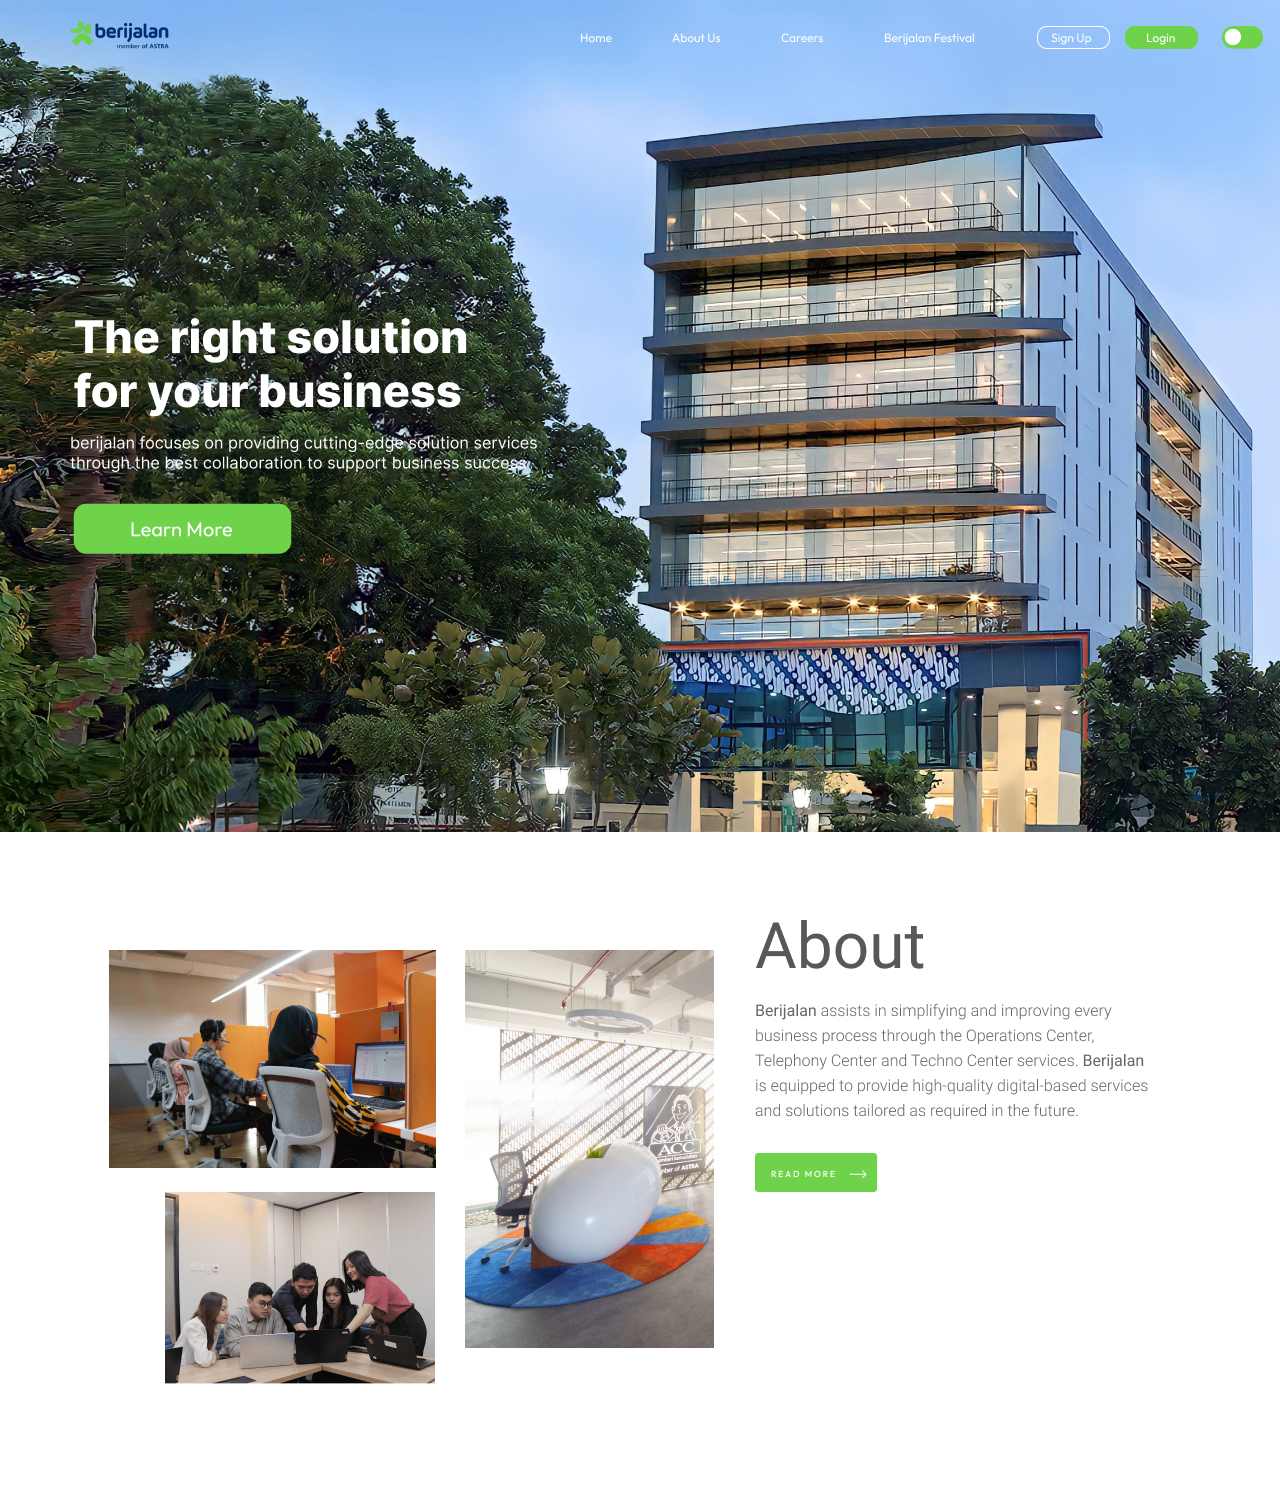 berijalan
member of ASTRA
Home
About Us
Careers
Berijalan Festival
Sign Up
Login
The right solution
for your business
berijalan focuses on providing cutting-edge solution services
through the best collaboration to support business success.
Learn More
About
Berijalan assists in simplifying and improving every
business process through the Operations Center,
Telephony Center and Techno Center services. Berijalan
is equipped to provide high-quality digital-based services
and solutions tailored as required in the future.
READ MORE
ACC
member of ASTRA